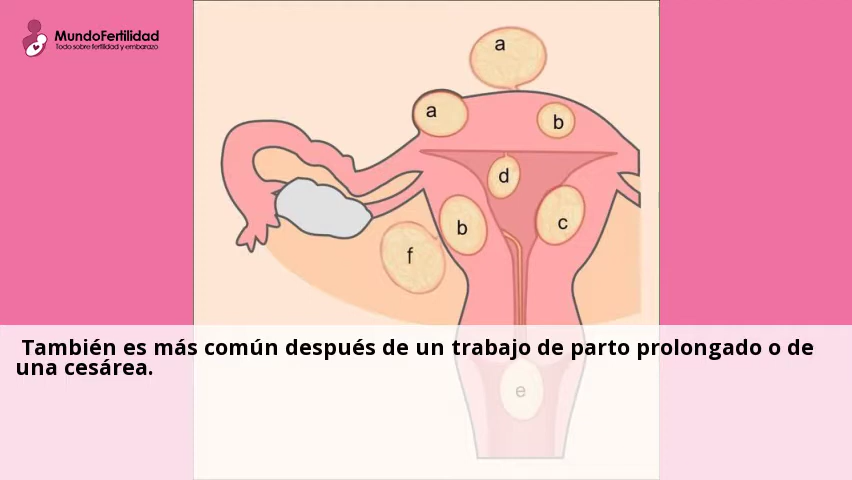 MundoFertilidad
Todo sobre fertilidad y embarazo
a
a
b
d
b
c
f
También es más común después de un trabajo de parto prolongado o de
una cesárea.
e